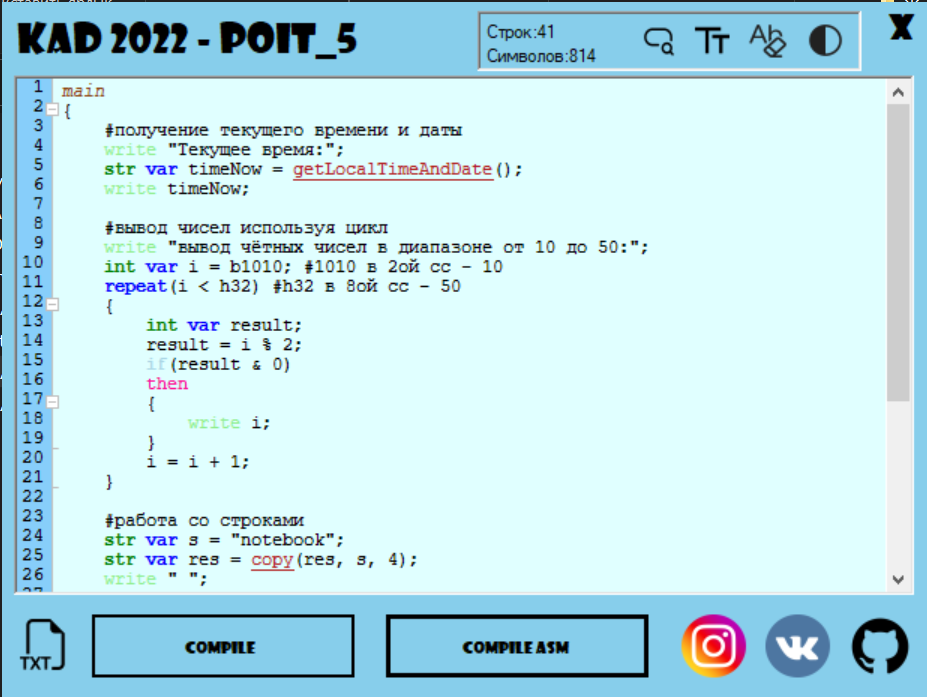 KAD 2022 - POIT_5
Строк:41
Символов:814
X
1 main
2 {
3 #получение текущего времени и даты
4 write "Текущее время:";
5 str var timeNow = getLocalTimeAndDate();
6 write timeNow;
7
8 #вывод чисел используя цикл
9 write "вывод чётных чисел в диапазоне от 10 до 50:";
10 int var i = b1010; #1010 в 2ой сс - 10
11 repeat(i < h32) #h32 в 8ой сс - 50
12 {
13 int var result;
14 result = i % 2;
15 if(result & 0)
16 then
17 {
18 write i;
19 }
20 i = i + 1;
21 }
22
23 #работа со строками
24 str var s = "notebook";
25 str var res = copy(res, s, 4);
26 write " ";
TXT
COMPILE
COMPILE ASM